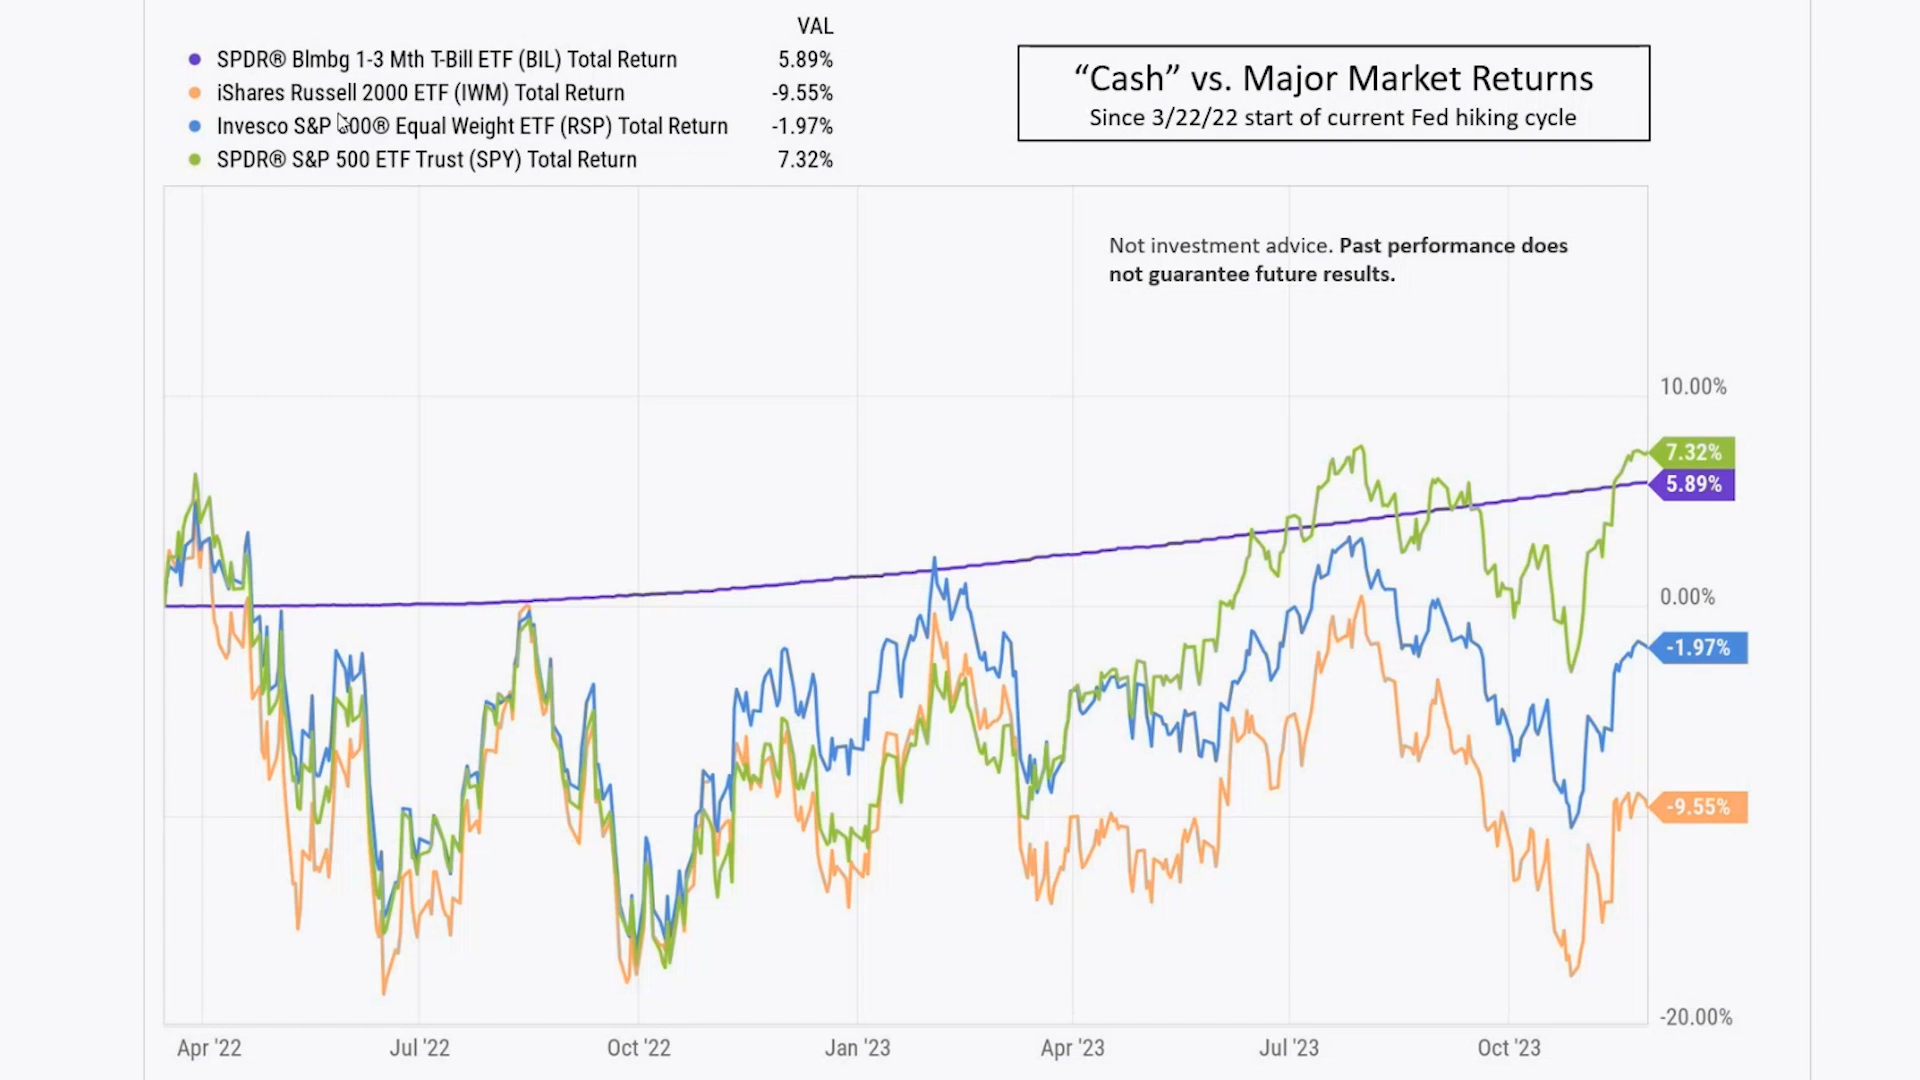 VAL
SPDR® Blmbg 1-3 Mth T-Bill ETF (BIL) Total Return 5.89%
iShares Russell 2000 ETF (IWM) Total Return -9.55%
Invesco S&P 500® Equal Weight ETF (RSP) Total Return -1.97%
SPDR® S&P 500 ETF Trust (SPY) Total Return 7.32%
“Cash” vs. Major Market Returns
Since 3/22/22 start of current Fed hiking cycle
Not investment advice. Past performance does
not guarantee future results.
10.00%
7.32%
5.89%
0.00%
-1.97%
-9.55%
-20.00%
Apr '22 Jul '22 Oct '22 Jan '23 Apr '23 Jul '23 Oct '23